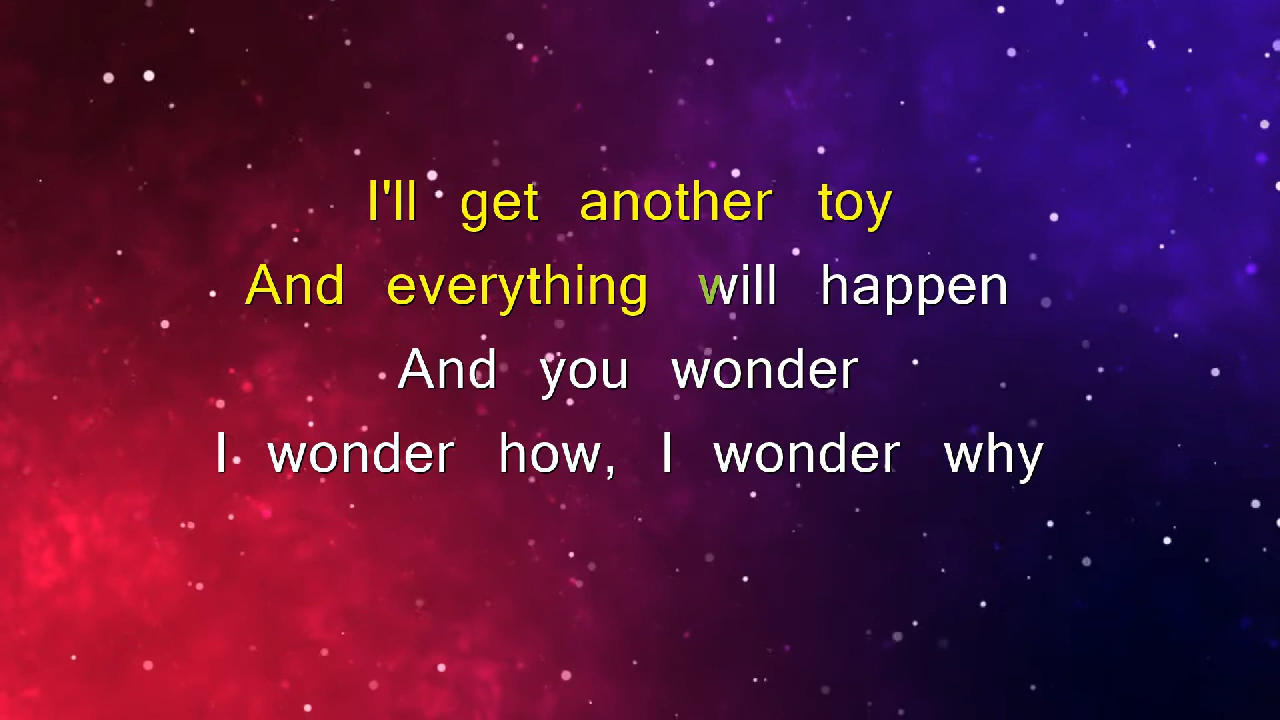 I'll get another toy
And everything will happen
And you wonder
I wonder how, I wonder why